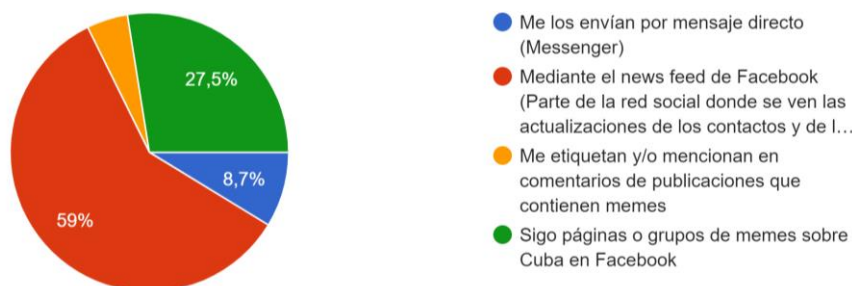 27,5%
8,7%
59%
Me los envían por mensaje directo
(Messenger)
Mediante el news feed de Facebook
(Parte de la red social donde se ven las
actualizaciones de los contactos y de l…
Me etiquetan y/o mencionan en
comentarios de publicaciones que
contienen memes
Sigo páginas o grupos de memes sobre
Cuba en Facebook